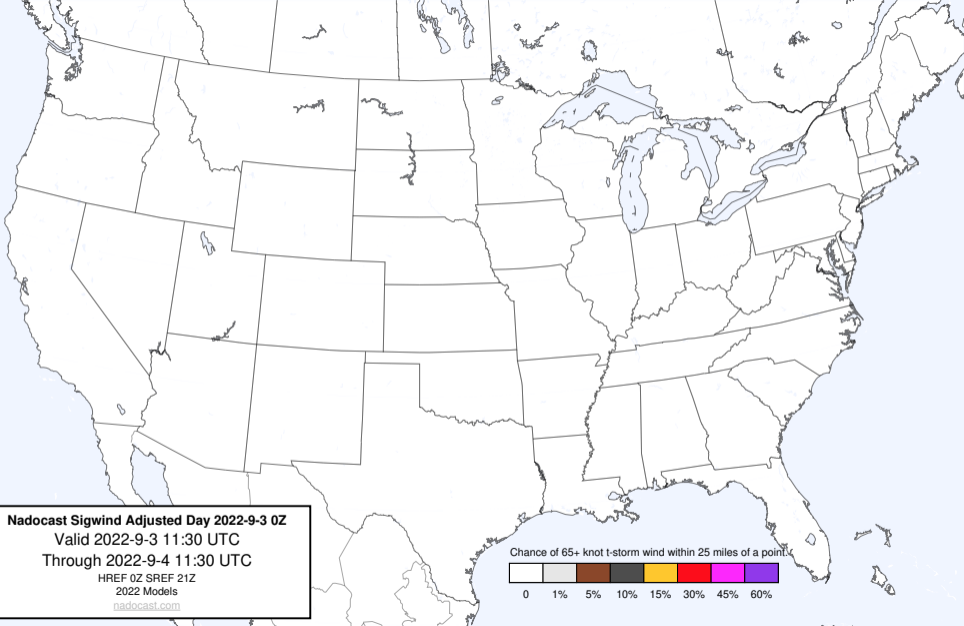 Nadocast Sigwind Adjusted Day 2022-9-3 0Z
Valid 2022-9-3 11:30 UTC
Through 2022-9-4 11:30 UTC
HREF 0Z SREF 21Z
2022 Models
nadocast.com
Chance of 65+ knot t-storm wind within 25 miles of a point.
0 1% 5% 10% 15% 30% 45% 60%